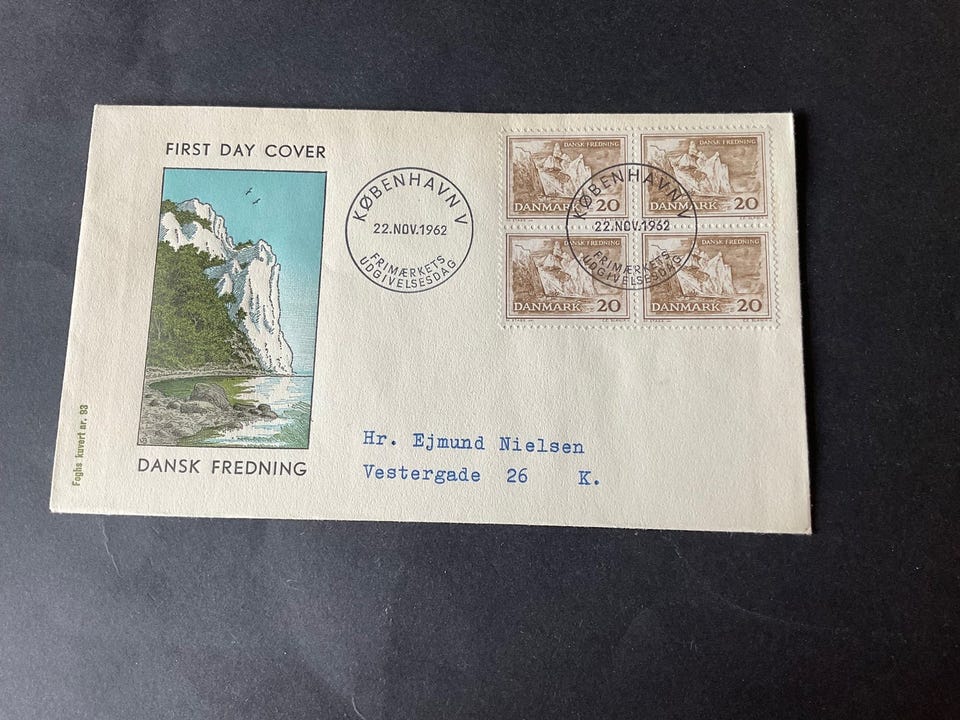 FIRST DAY COVER
KØBENHAVN V
22.NOV.1962
FRIMÆRKETS
UDGIVELSESDAG
DANSK FREDNING
DANMARK 20
DANSK FREDNING
DANMARK 20
KØBENHAVN V
22.NOV.1962
FRIMÆRKETS
UDGIVELSESDAG
DANSK FREDNING
DANMARK 20
DANSK FREDNING
DANMARK 20
Hr. Ejmund Nielsen
Vestergade 26 K.
DANSK FREDNING
Foghs kuvert nr. 93